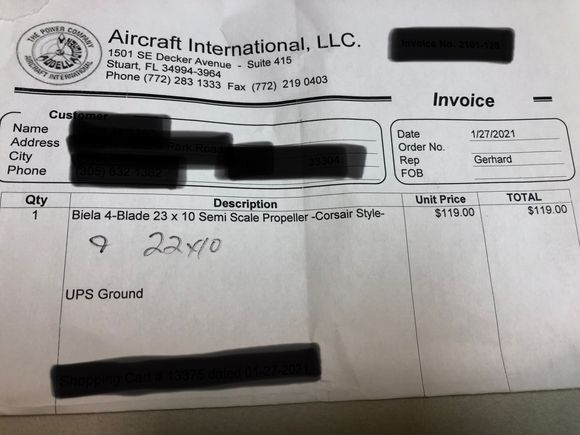 THE POWER COMPANY
AIRCRAFT INTERNATIONAL
Aircraft International, LLC.
1501 SE Decker Avenue - Suite 415
Stuart, FL 34994-3964
Phone (772) 283 1333 Fax (772) 219 0403
Invoice
Customer
Name
Address
City
Phone
Date 1/27/2021
Order No.
Rep Gerhard
FOB
Qty Description Unit Price TOTAL
1 Biela 4-Blade 23 x 10 Semi Scale Propeller -Corsair Style- $119.00 $119.00
22x10
UPS Ground